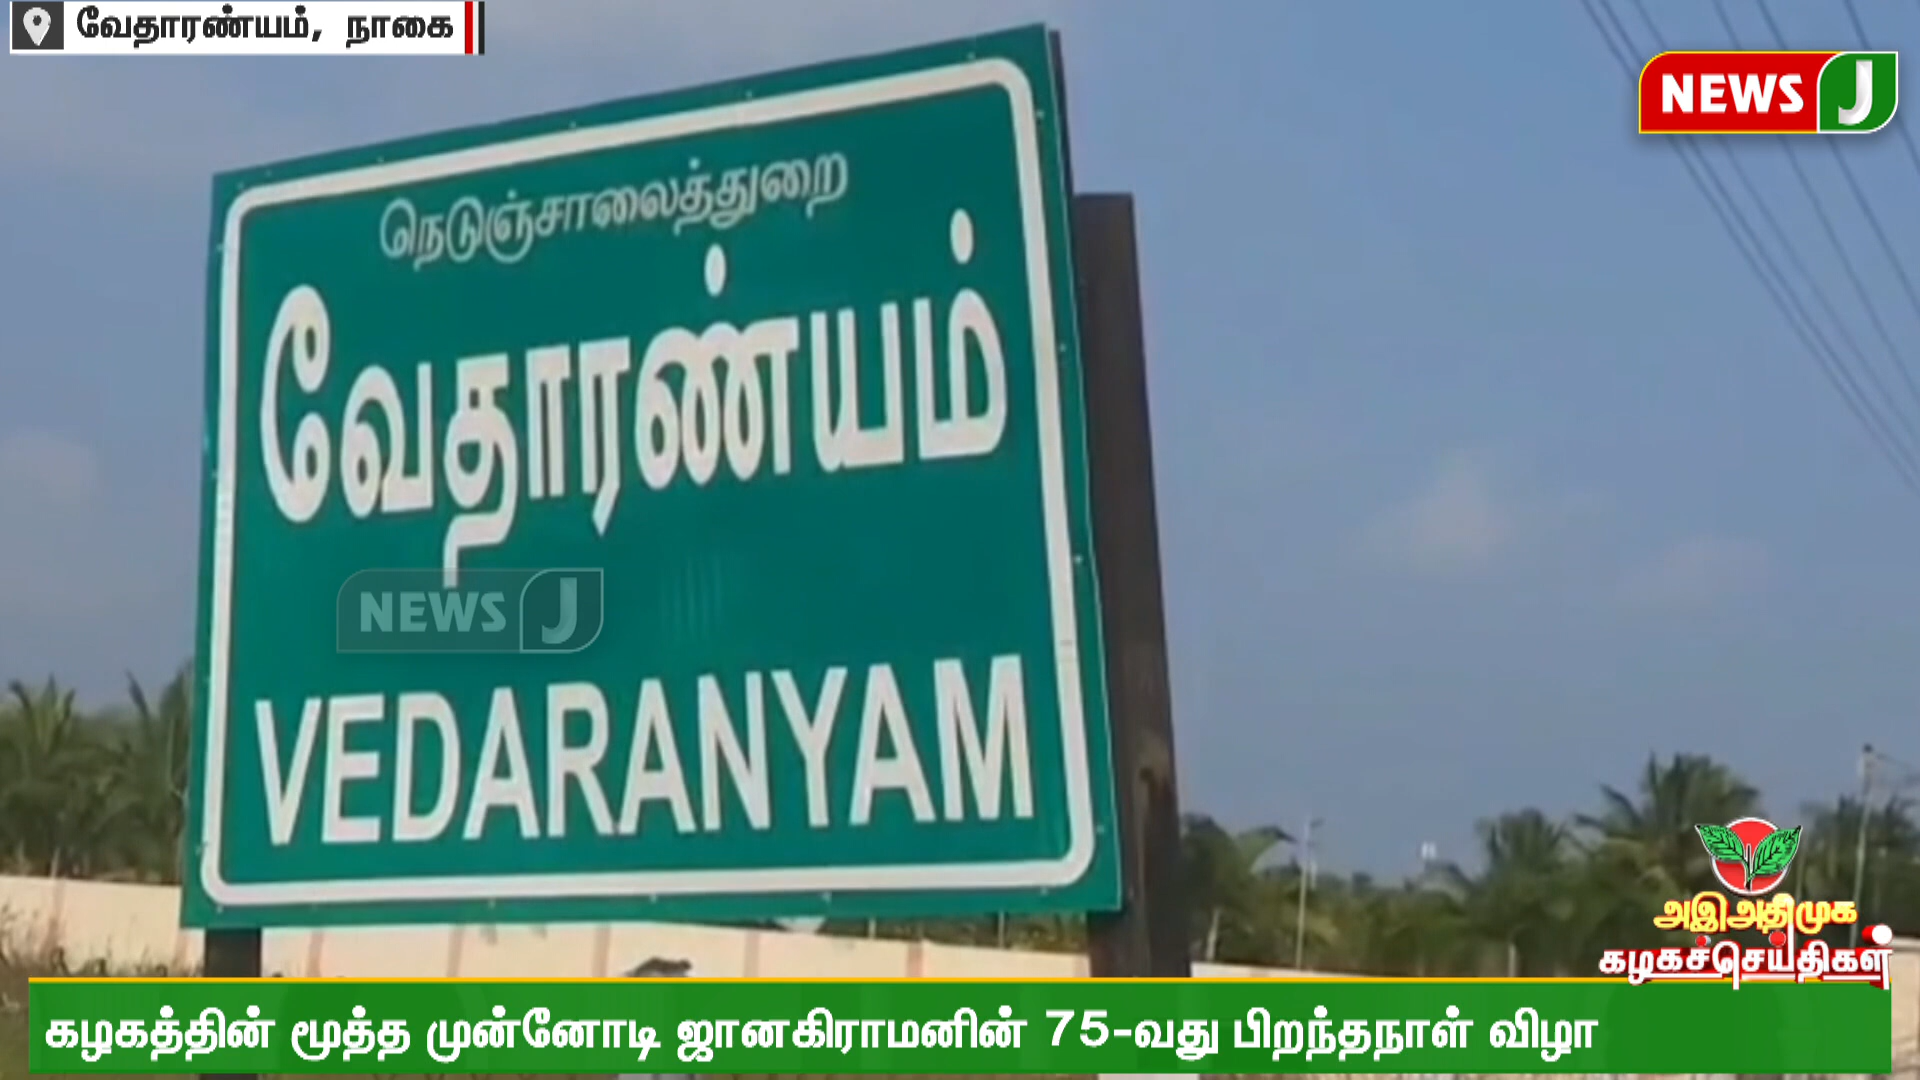 வேதாரண்யம், நாகை
NEWS J
நெடுஞ்சாலைத்துறை
வேதாரண்யம்
NEWS J
VEDARANYAM
அஇஅதிமுக
கழகச்செய்திகள்
கழகத்தின் மூத்த முன்னோடி ஜானகிராமனின் 75-வது பிறந்தநாள் விழா